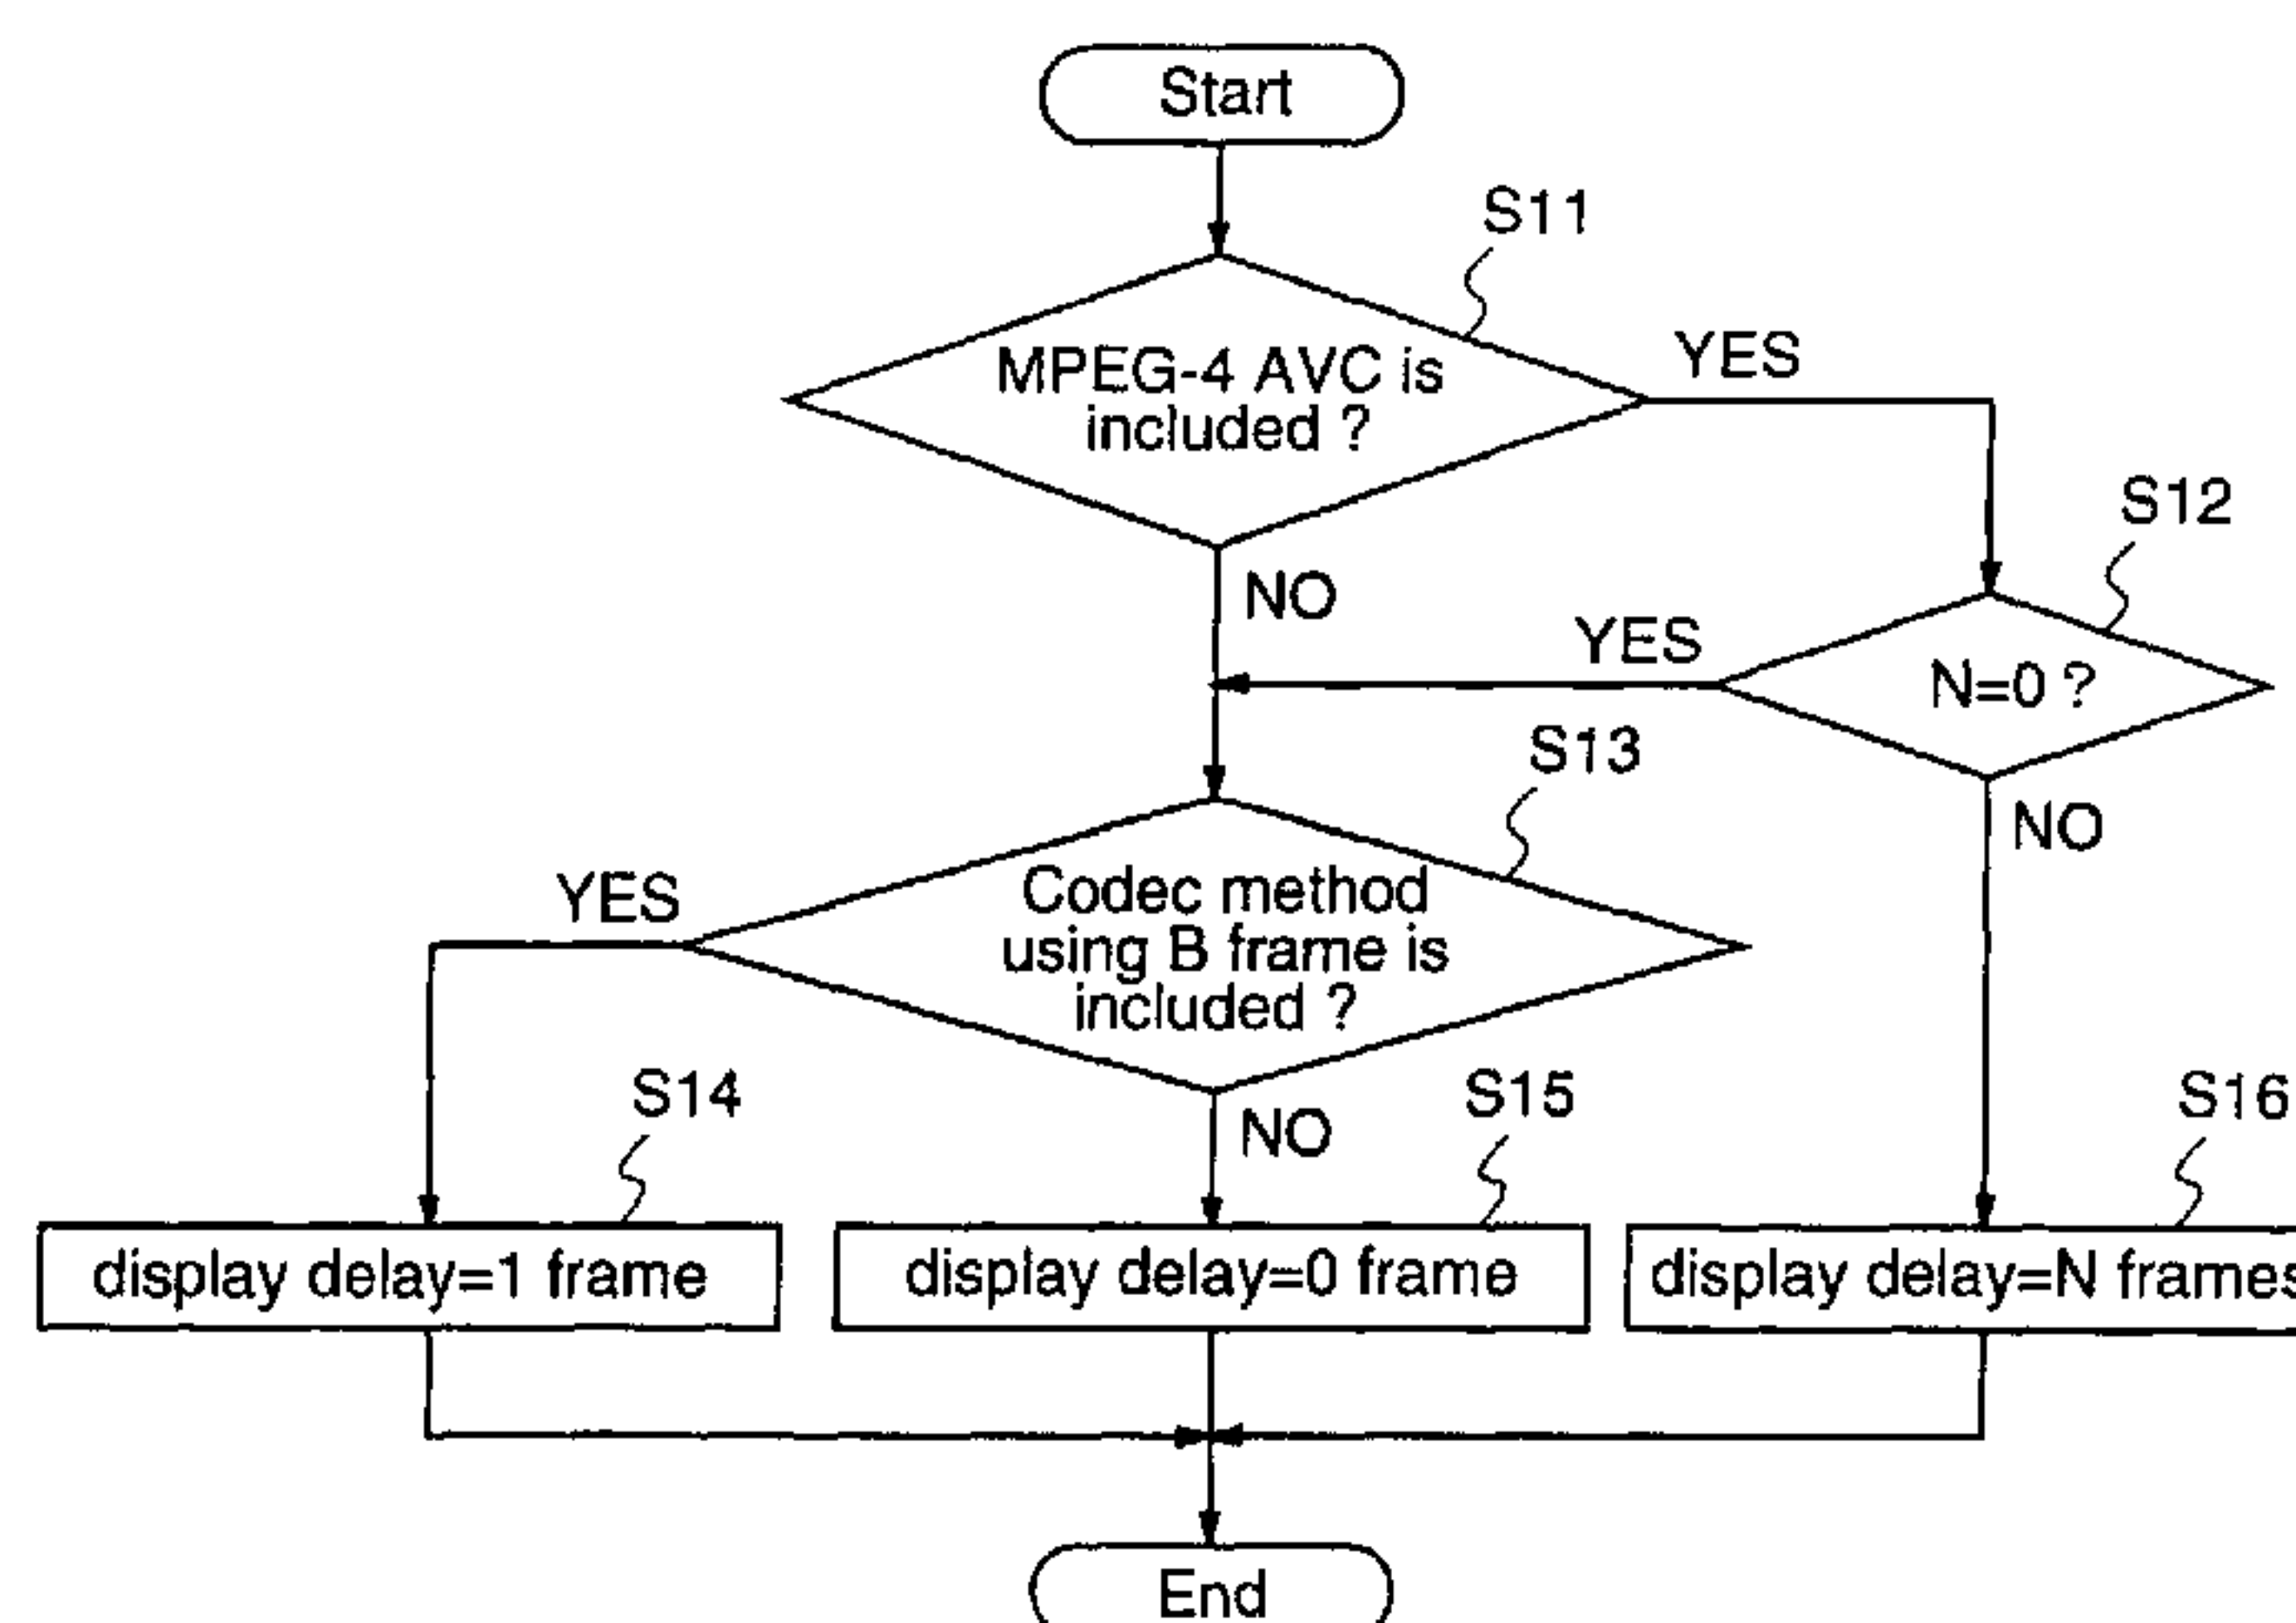 Start
S11
MPEG-4 AVC is
included ?
YES
NO
S12
N=0 ?
YES
NO
S13
Codec method
using B frame is
included ?
YES
NO
S14
S15
S16
display delay=1 frame
display delay=0 frame
display delay=N frames
End